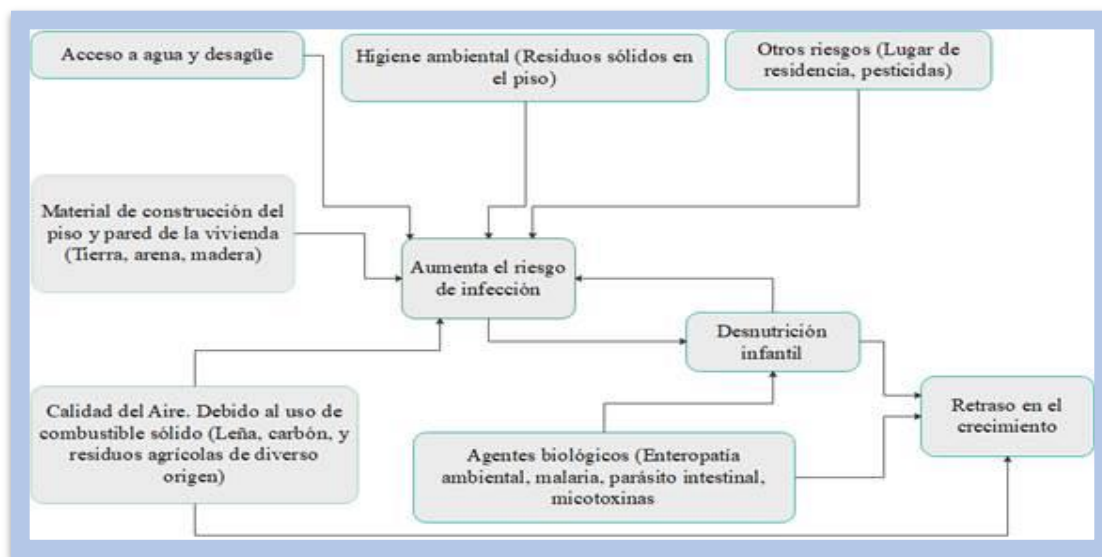 Acceso a agua y desagüe
Higiene ambiental (Residuos sólidos en
el piso)
Otros riesgos (Lugar de
residencia, pesticidas)
Material de construcción del
piso y pared de la vivienda
(Tierra, arena, madera)
Aumenta el riesgo
de infección
Desnutrición
infantil
Calidad del Aire. Debido al uso de
combustible sólido (Leña, carbón, y
residuos agrícolas de diverso
origen)
Agentes biológicos (Enteropatía
ambiental, malaria, parásito intestinal,
micotoxinas
Retraso en el
crecimiento